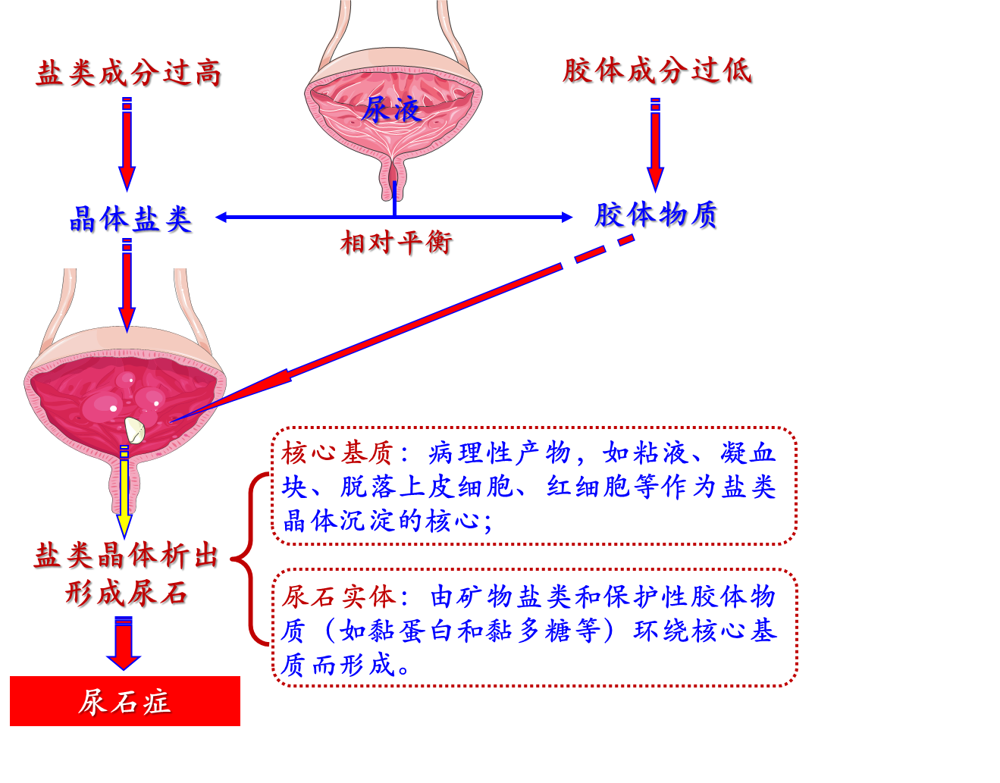 盐类成分过高
尿液
胶体成分过低
晶体盐类
相对平衡
胶体物质
核心基质：病理性产物，如粘液、凝血
块、脱落上皮细胞、红细胞等作为盐类
晶体沉淀的核心；
盐类晶体析出
形成尿石
尿石实体：由矿物盐类和保护性胶体物
质（如黏蛋白和黏多糖等）环绕核心基
质而形成。
尿石症